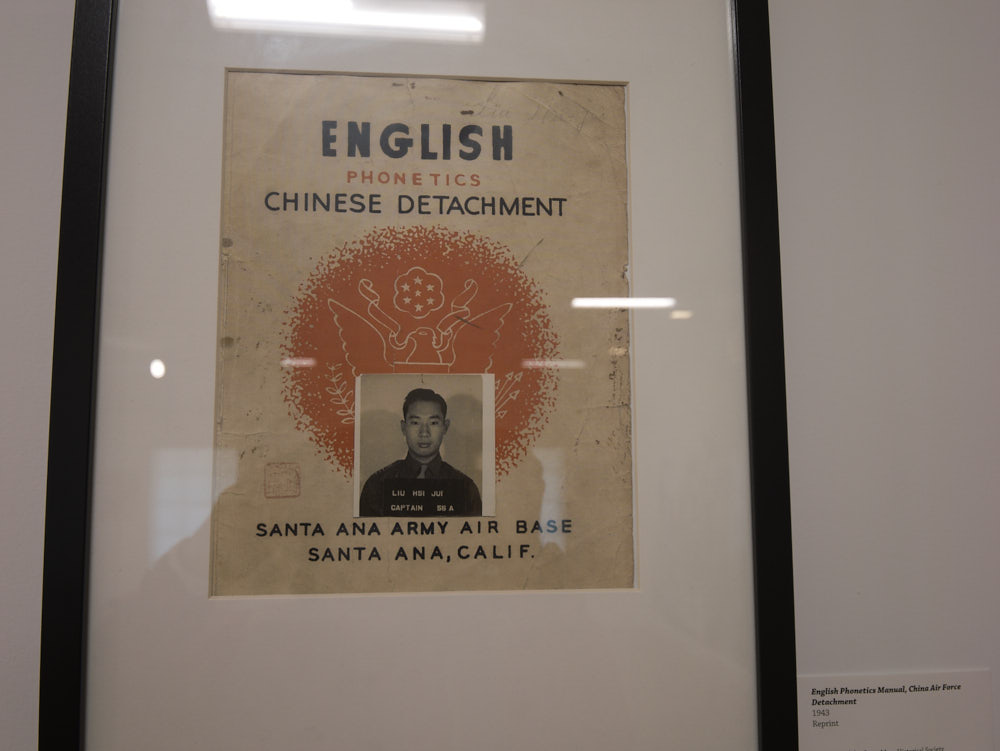 ENGLISH
PHONETICS
CHINESE DETACHMENT
LIU HSI JUI
CAPTAIN 56 A
SANTA ANA ARMY AIR BASE
SANTA ANA, CALIF.
English Phonetics Manual, China Air Force
Detachment
1943
Reprint
Society